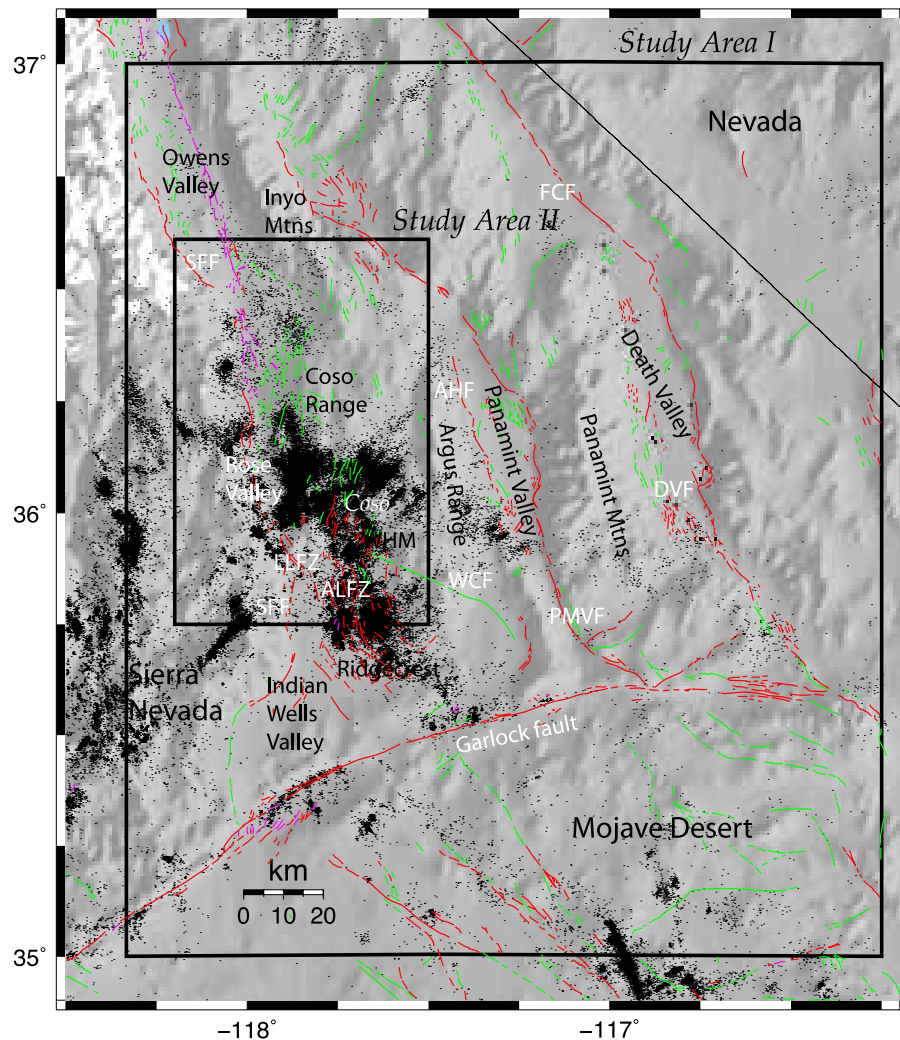 Study Area I
37°
Nevada
Owens
Valley
FCF
Inyo
Mtns
Study Area II
SFF
Death Valley
Coso
Range
AHF
Panamint Valley
Argus Range
Panamint Mtns
Rose
Valley
DVF
36°
Coso
HM
LLFZ
WCF
ALFZ
SFF
PMVF
Ridgecrest
Sierra
Nevada
Indian
Wells
Valley
Garlock fault
Mojave Desert
km
0 10 20
35°
−118°
−117°